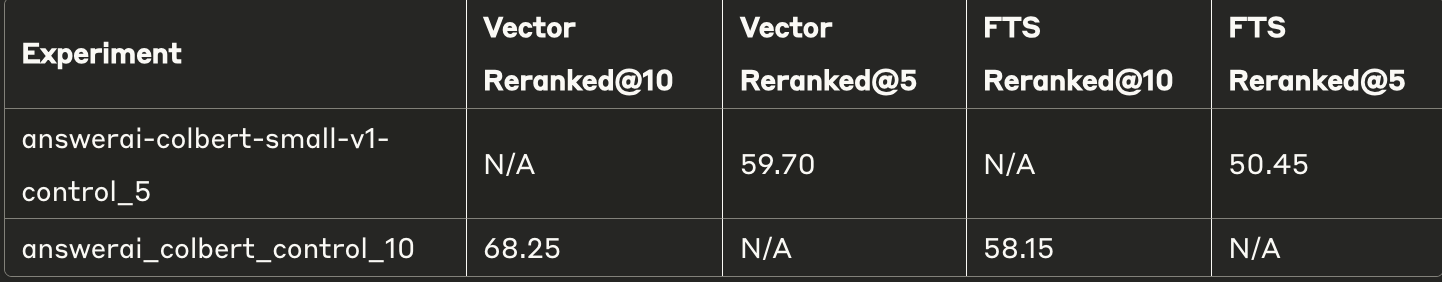 Experiment
Vector
Reranked@10
Vector
Reranked@5
FTS
Reranked@10
FTS
Reranked@5
answerai-colbert-small-v1-
control_5
N/A
59.70
N/A
50.45
answerai_colbert_control_10
68.25
N/A
58.15
N/A